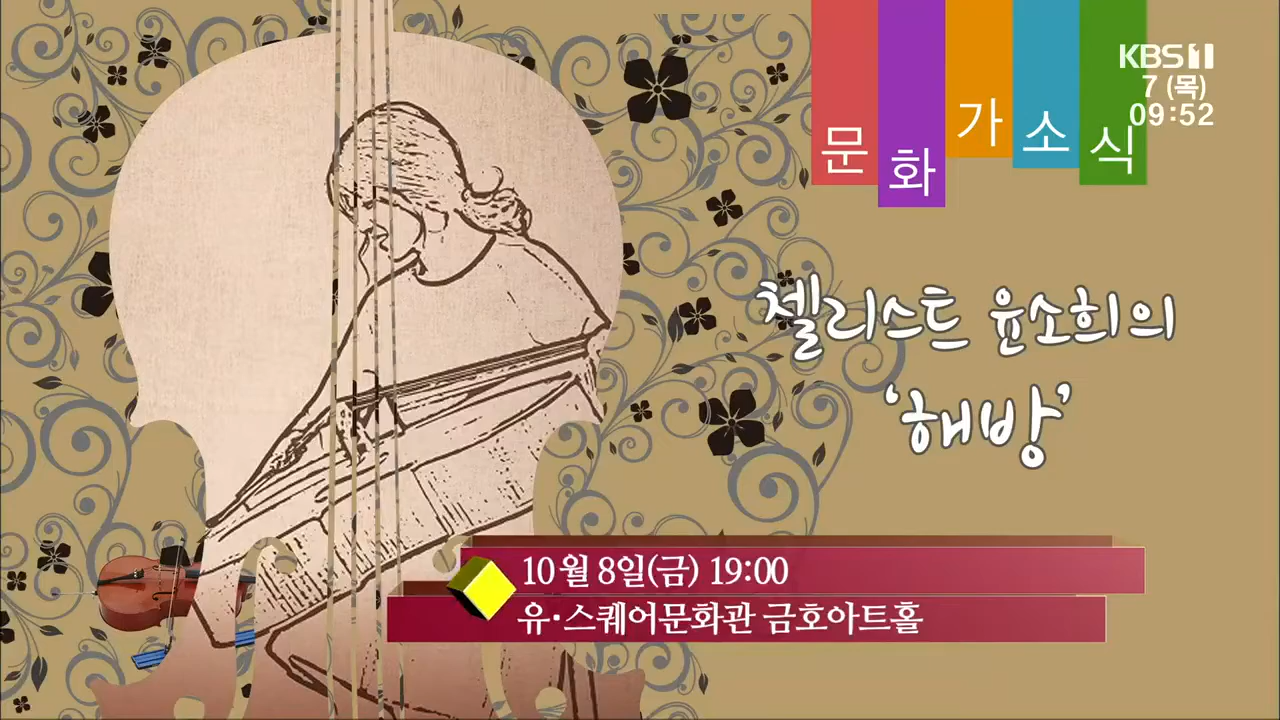 KBS 1
7 (목)
09:52
문화가소식
첼리스트 윤소희의
‘해방’
10월 8일(금) 19:00
유·스퀘어문화관 금호아트홀